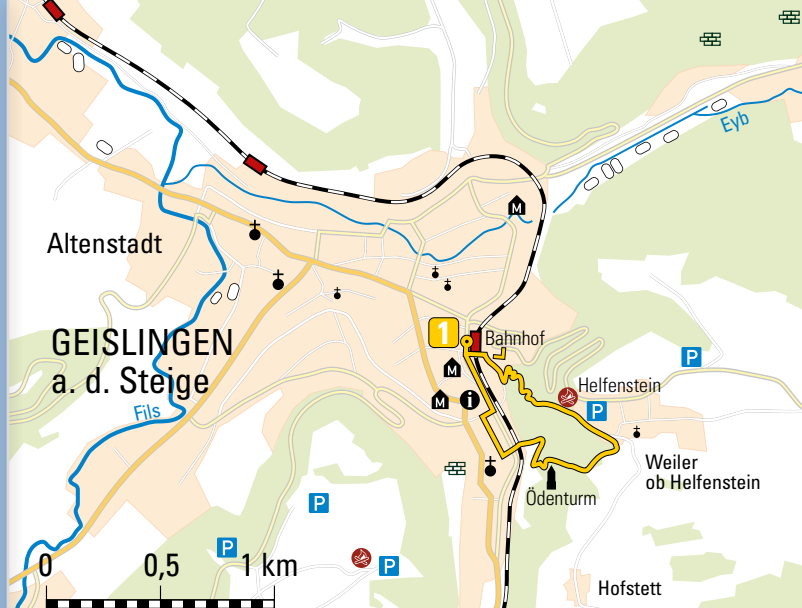 Eyb
M
Altenstadt
GEISLINGEN
a. d. Steige
Fils
1
Bahnhof
P
M
Helfenstein
M
i
P
Weiler
ob Helfenstein
Ödenturm
P
P
P
0
0,5
1 km
Hofstett